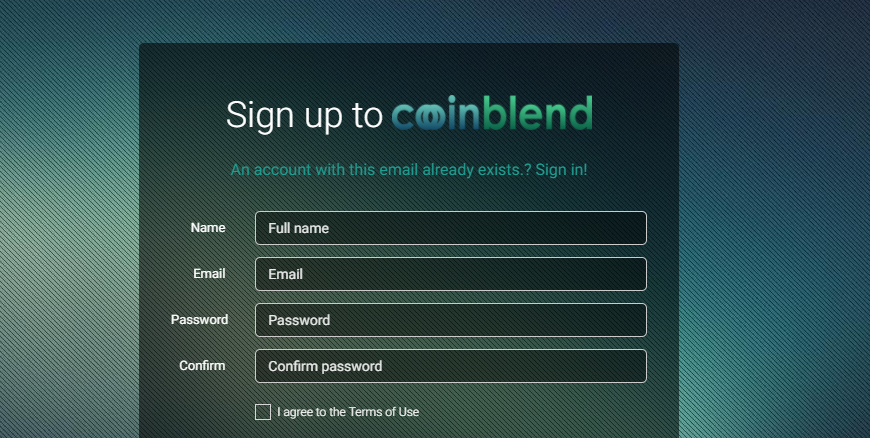 Sign up to coinblend
An account with this email already exists.? Sign in!
Name Full name
Email Email
Password Password
Confirm Confirm password
I agree to the Terms of Use